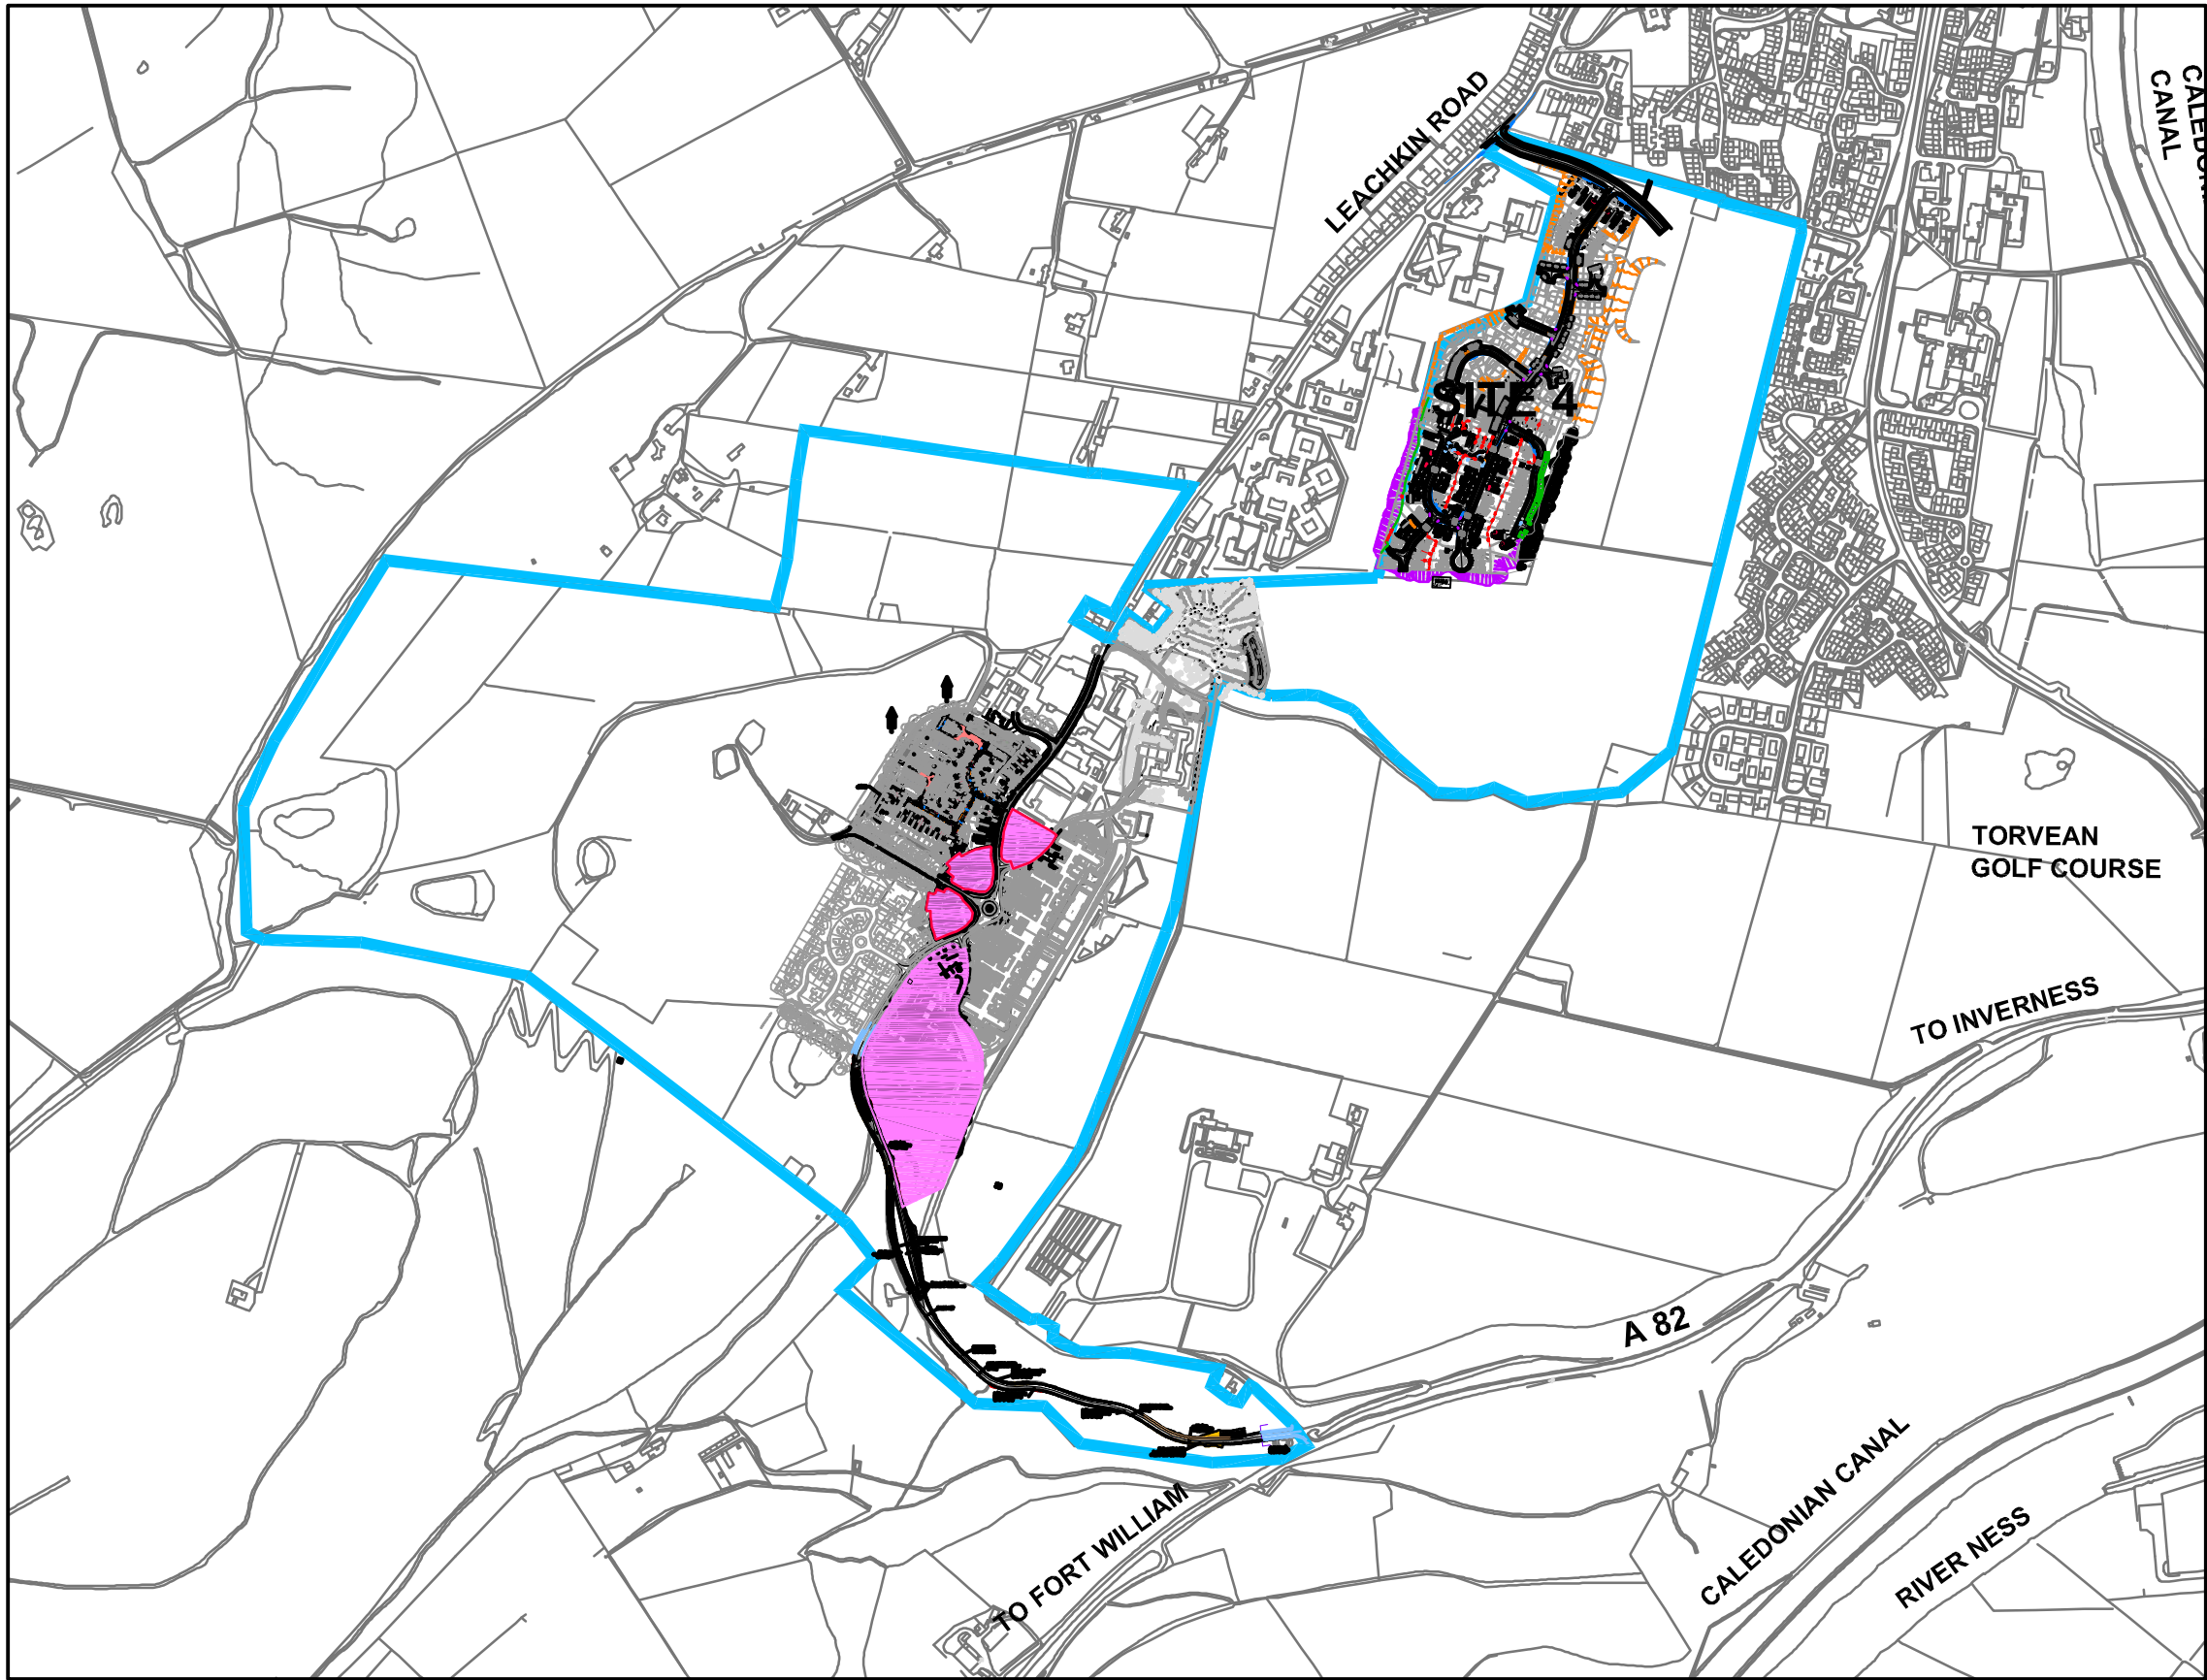 CALEDONIAN
CANAL
LEACHKIN ROAD
SITE 4
TORVEAN
GOLF COURSE
TO INVERNESS
A 82
CALEDONIAN CANAL
RIVER NESS
TO FORT WILLIAM